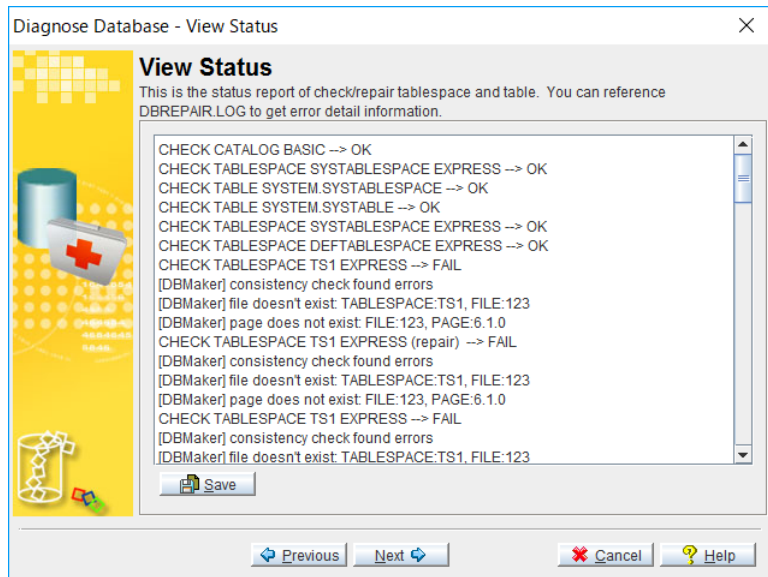 Diagnose Database - View Status
View Status
This is the status report of check/repair tablespace and table. You can reference
DBREPAIR.LOG to get error detail information.
CHECK CATALOG BASIC --> OK
CHECK TABLESPACE SYSTABLESPACE EXPRESS --> OK
CHECK TABLE SYSTEM.SYSTABLESPACE --> OK
CHECK TABLE SYSTEM.SYSTABLE --> OK
CHECK TABLESPACE SYSTABLESPACE EXPRESS --> OK
CHECK TABLESPACE DEFTABLESPACE EXPRESS --> OK
CHECK TABLESPACE TS1 EXPRESS --> FAIL
[DBMaker] consistency check found errors
[DBMaker] file doesn't exist: TABLESPACE:TS1, FILE:123
[DBMaker] page does not exist: FILE:123, PAGE:6.1.0
CHECK TABLESPACE TS1 EXPRESS (repair) --> FAIL
[DBMaker] consistency check found errors
[DBMaker] file doesn't exist: TABLESPACE:TS1, FILE:123
[DBMaker] page does not exist: FILE:123, PAGE:6.1.0
CHECK TABLESPACE TS1 EXPRESS --> FAIL
[DBMaker] consistency check found errors
[DBMaker] file doesn't exist: TABLESPACE:TS1, FILE:123
Save
Previous Next Cancel Help